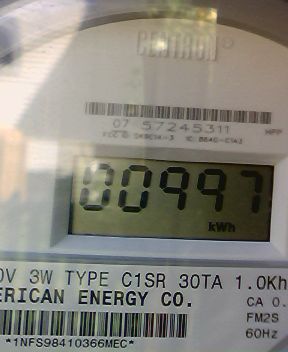 CENTRON
07 57245311
00997
kWh
0V 3W TYPE C1SR 30TA 1.0Kh
ERICAN ENERGY CO.
CA 0.
FM2S
60Hz
*1NFS98410366MEC*